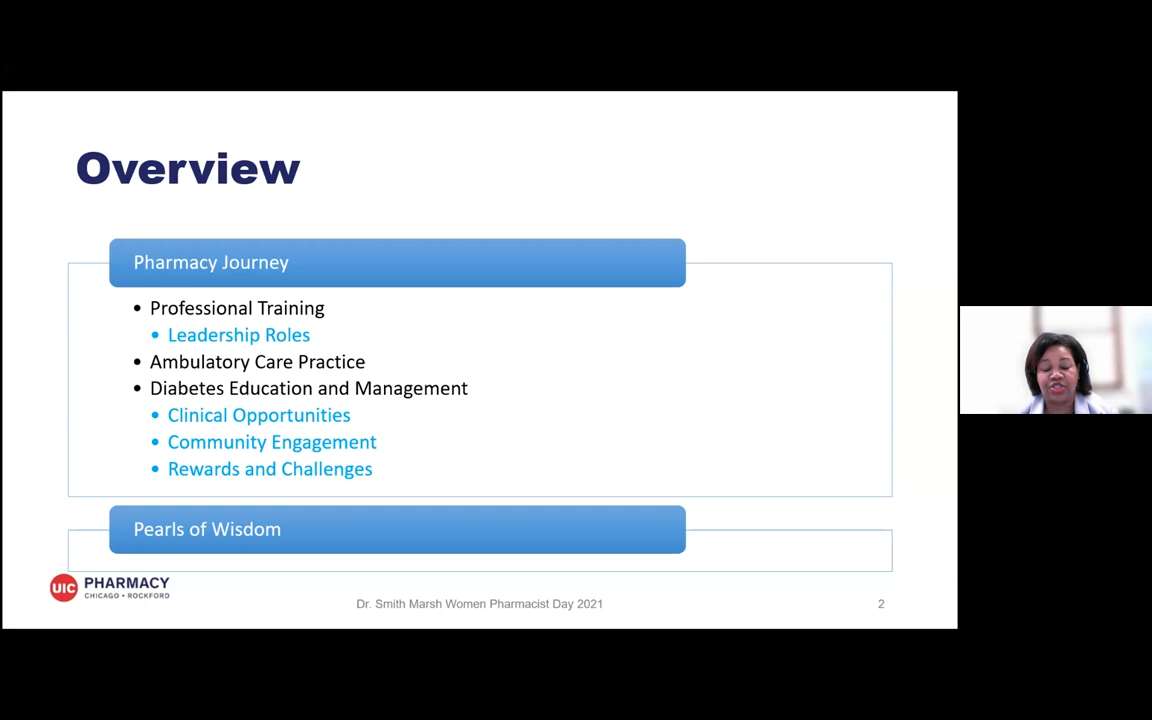 Overview
Pharmacy Journey
• Professional Training
• Leadership Roles
• Ambulatory Care Practice
• Diabetes Education and Management
• Clinical Opportunities
• Community Engagement
• Rewards and Challenges
Pearls of Wisdom
UIC PHARMACY
CHICAGO • ROCKFORD
Dr. Smith Marsh Women Pharmacist Day 2021
2